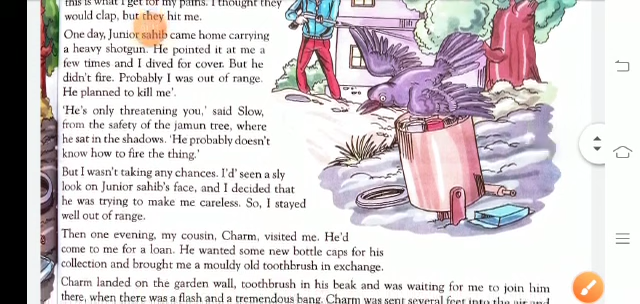 this is what I get for my pains. I thought they
would clap, but they hit me.
One day, Junior sahib came home carrying
a heavy shotgun. He pointed it at me a
few times and I dived for cover. But he
didn't fire. Probably I was out of range.
He planned to kill me'.
'He's only threatening you,' said Slow,
from the safety of the jamun tree, where
he sat in the shadows. 'He probably doesn't
know how to fire the thing.'
But I wasn't taking any chances. I'd' seen a sly
look on Junior sahib's face, and I decided that
he was trying to make me careless. So, I stayed
well out of range.
Then one evening, my cousin, Charm, visited me. He'd
come to me for a loan. He wanted some new bottle caps for his
collection and brought me a mouldy old toothbrush in exchange.
Charm landed on the garden wall, toothbrush in his beak and was waiting for me to join him
there, when there was a flash and a tremendous bang. Charm was sent several feet into the air and